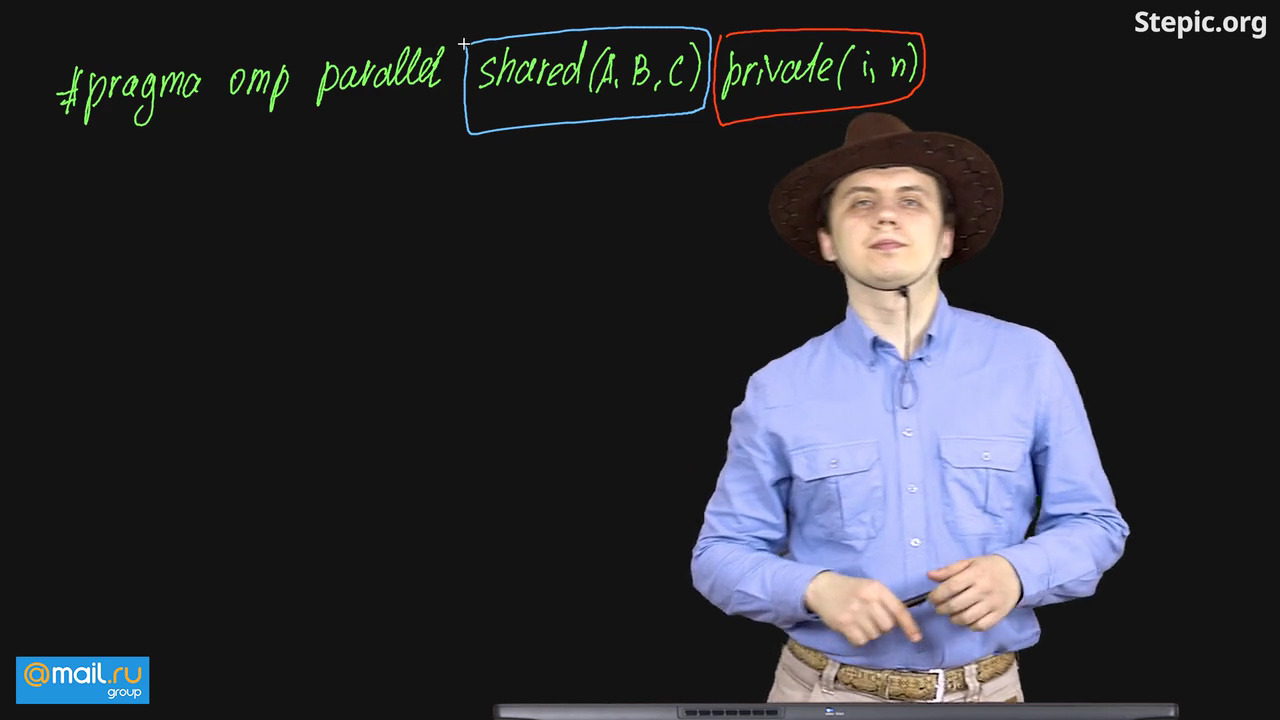 Stepic.org
#pragma omp parallel shared(A, B, C) private(i, n)
@mail.ru
group